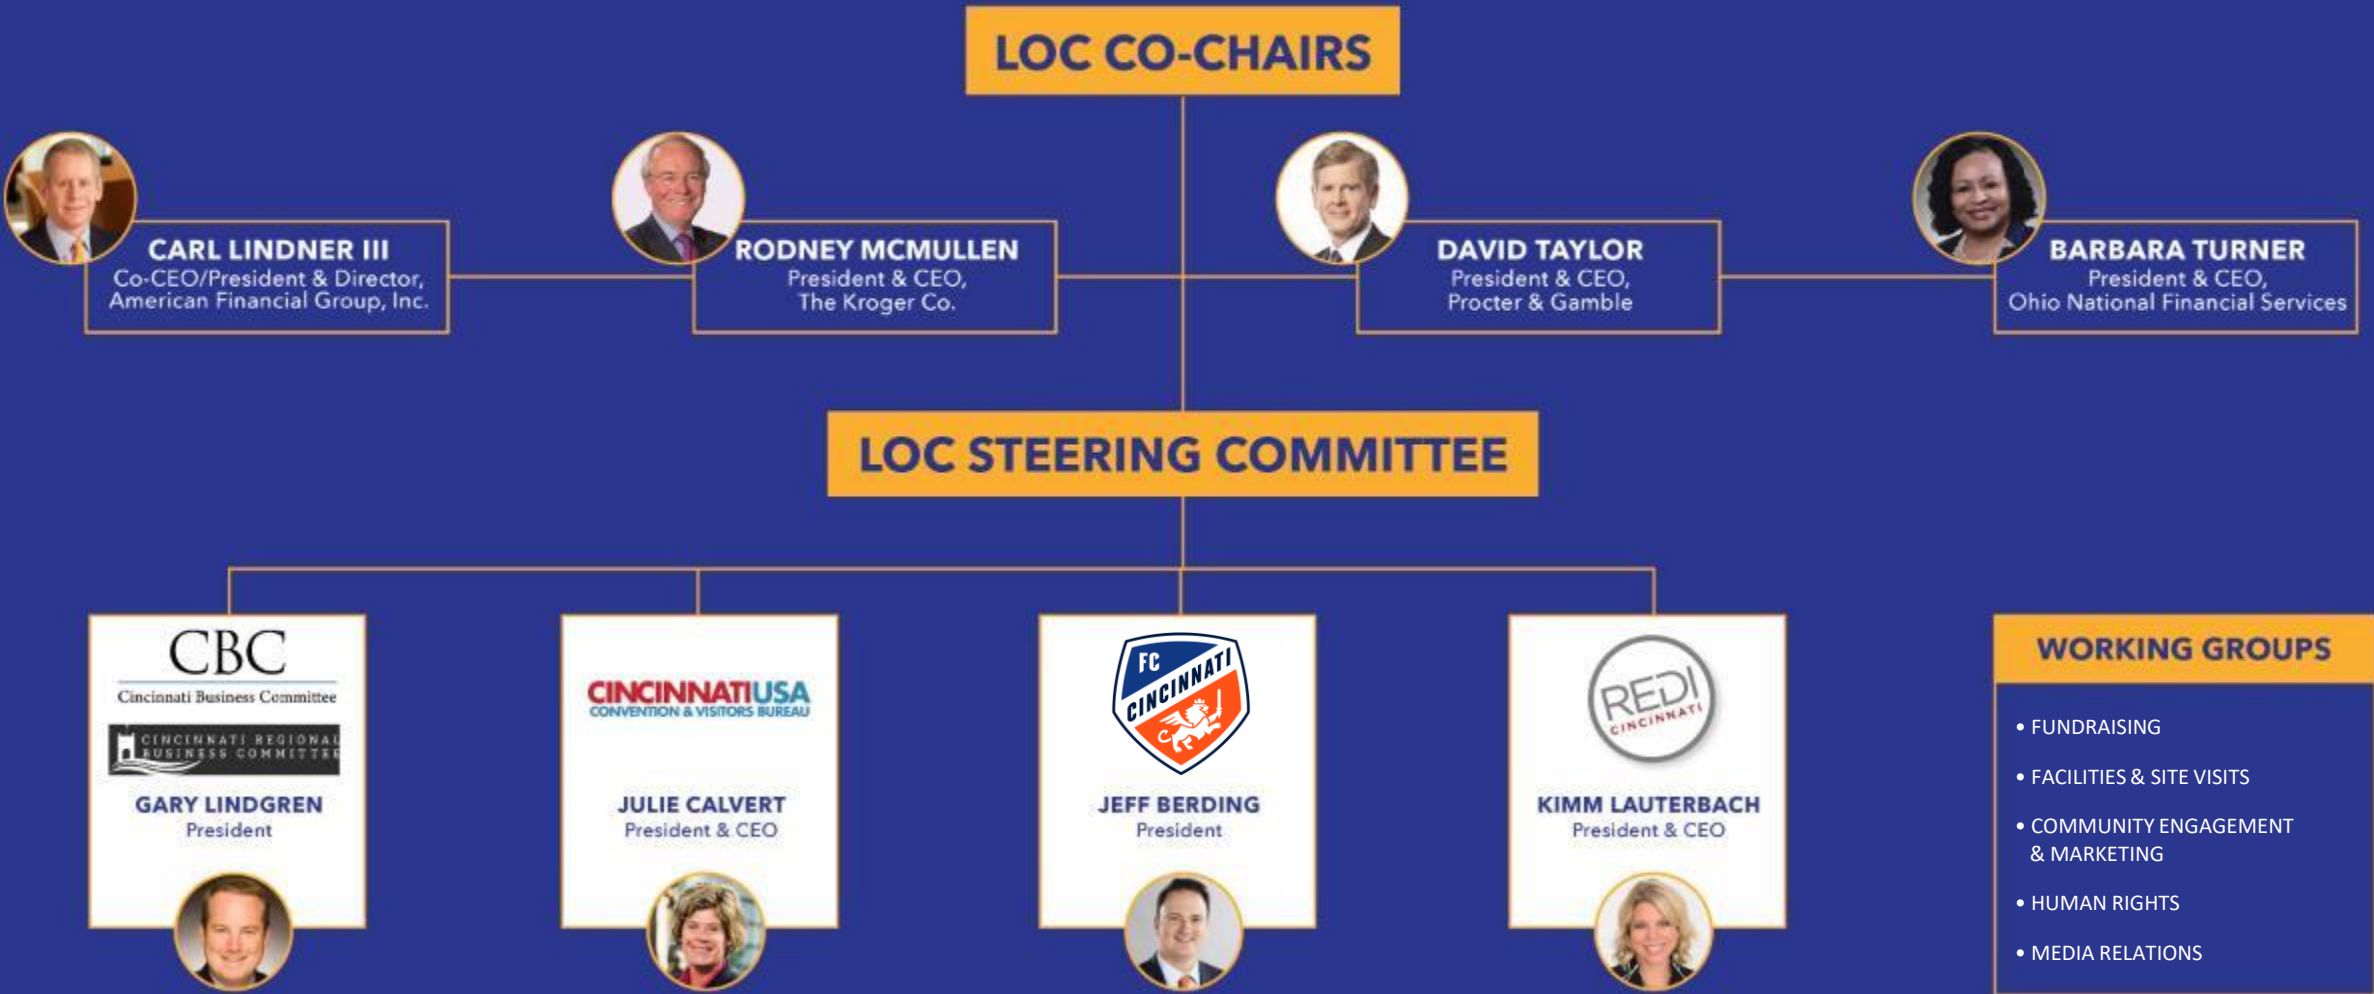 LOC CO-CHAIRS
CARL LINDNER III
Co-CEO/President & Director,
American Financial Group, Inc.
RODNEY MCMULLEN
President & CEO,
The Kroger Co.
DAVID TAYLOR
President & CEO,
Procter & Gamble
BARBARA TURNER
President & CEO,
Ohio National Financial Services
LOC STEERING COMMITTEE
CBC
Cincinnati Business Committee
CINCINNATI REGIONAL
BUSINESS COMMITTEE
GARY LINDGREN
President
CINCINNATIUSA
CONVENTION & VISITORS BUREAU
JULIE CALVERT
President & CEO
FC
CINCINNATI
JEFF BERDING
President
REDI
CINCINNATI
KIMM LAUTERBACH
President & CEO
WORKING GROUPS
• FUNDRAISING
• FACILITIES & SITE VISITS
• COMMUNITY ENGAGEMENT
& MARKETING
• HUMAN RIGHTS
• MEDIA RELATIONS